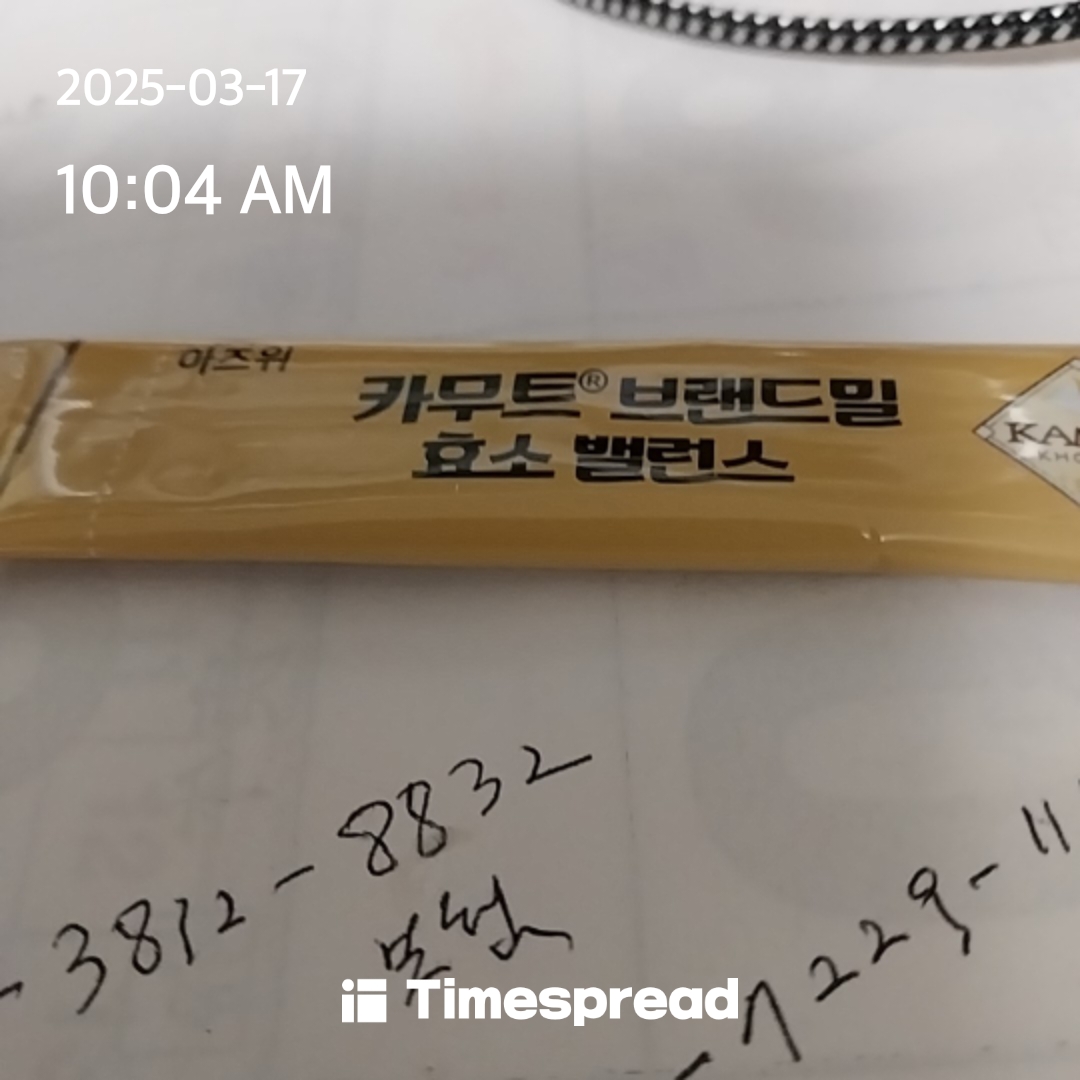 2025-03-17
10:04 AM
아즈위
카무트® 브랜드밀
효소 밸런스
- 3812 - 8832
- 7229 - 11
Timespread